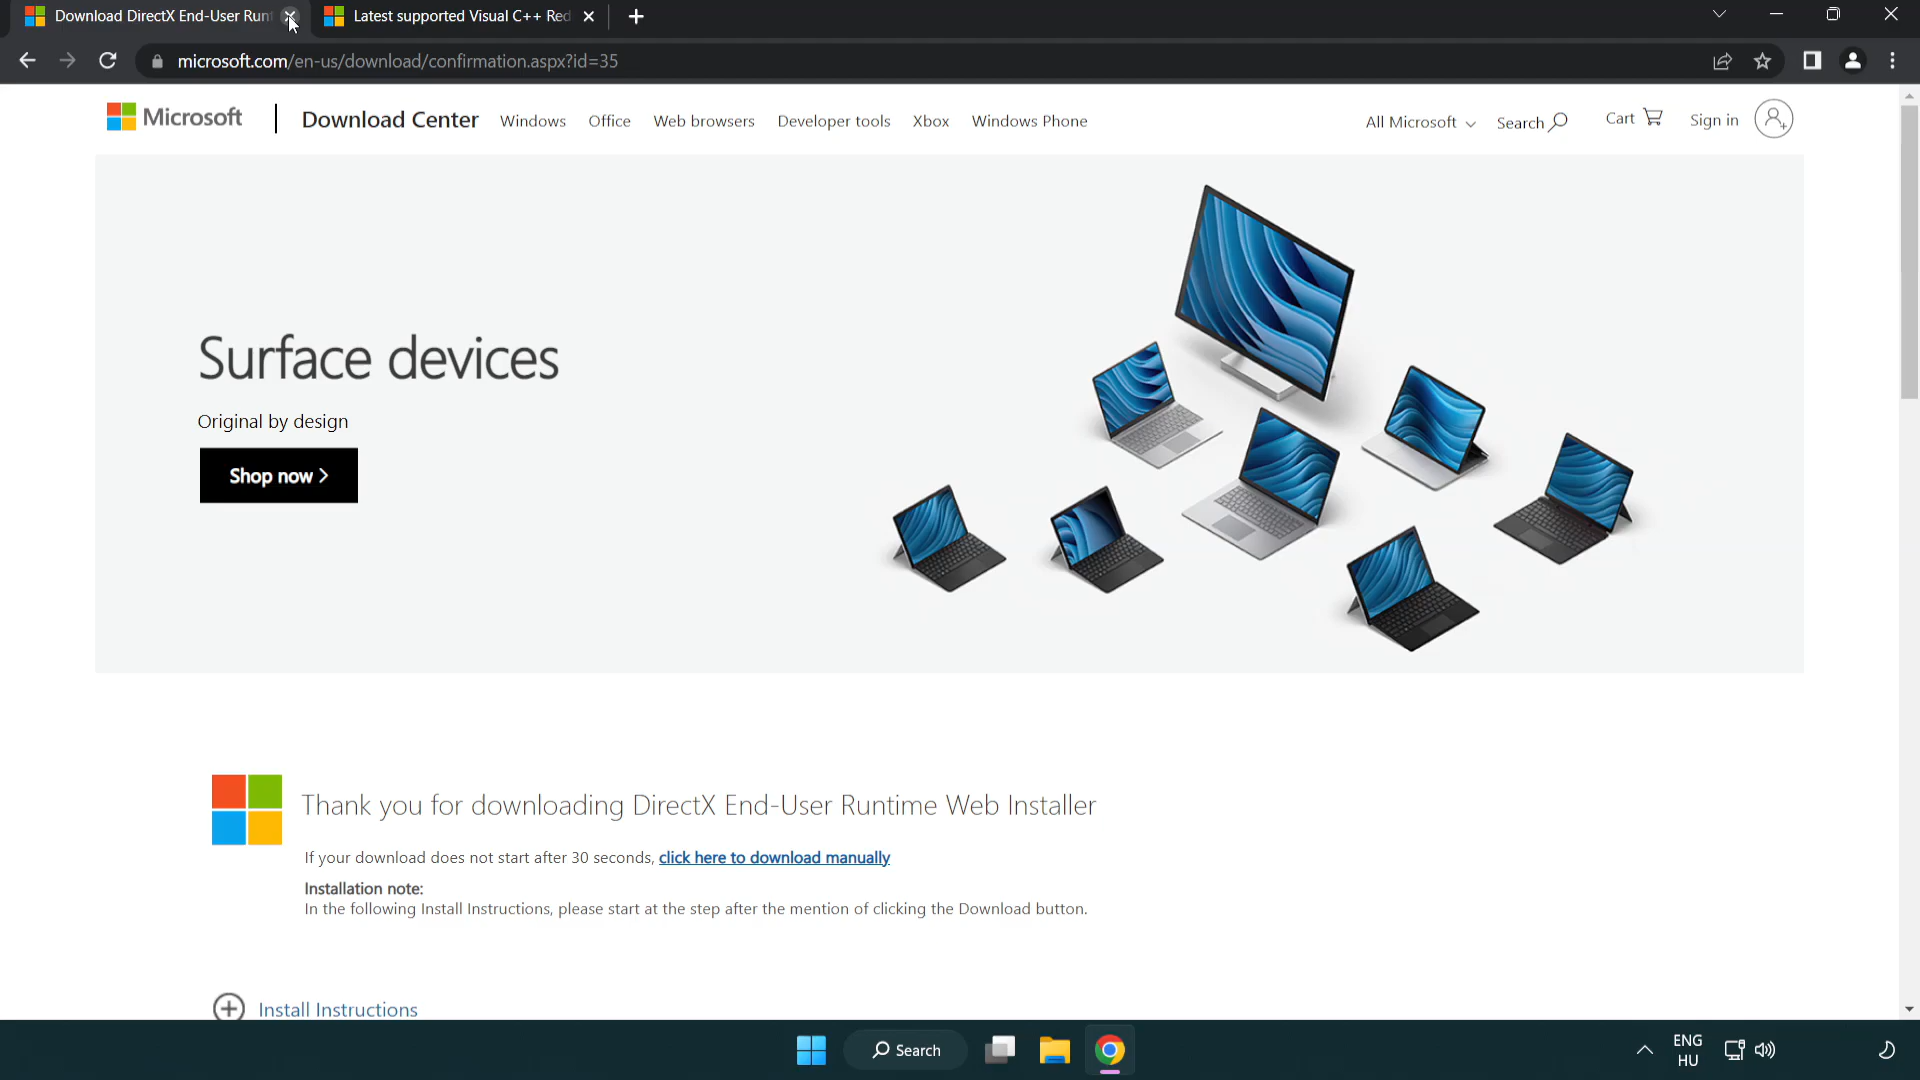 Download DirectX End-User Runt
Latest supported Visual C++ Red
microsoft.com/en-us/download/confirmation.aspx?id=35
Microsoft
Download Center
Windows
Office
Web browsers
Developer tools
Xbox
Windows Phone
All Microsoft
Search
Cart
Sign in
Surface devices
Original by design
Shop now
Thank you for downloading DirectX End-User Runtime Web Installer
If your download does not start after 30 seconds, click here to download manually
Installation note:
In the following Install Instructions, please start at the step after the mention of clicking the Download button.
Install Instructions
Search
ENG
HU